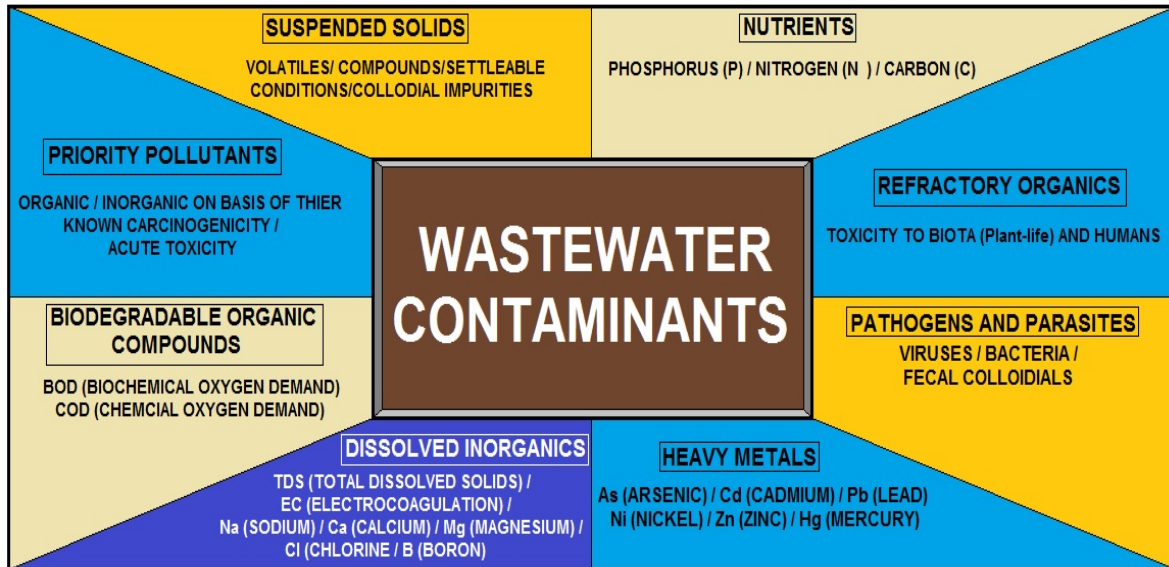 SUSPENDED SOLIDS
VOLATILES/ COMPOUNDS/SETTLEABLE
CONDITIONS/COLLODIAL IMPURITIES
NUTRIENTS
PHOSPHORUS (P) / NITROGEN (N  ) / CARBON (C)
PRIORITY POLLUTANTS
ORGANIC / INORGANIC ON BASIS OF THIER
KNOWN CARCINOGENICITY /
ACUTE TOXICITY
WASTEWATER
CONTAMINANTS
REFRACTORY ORGANICS
TOXICITY TO BIOTA (Plant-life) AND HUMANS
BIODEGRADABLE ORGANIC
COMPOUNDS
BOD (BIOCHEMICAL OXYGEN DEMAND)
COD (CHEMCIAL OXYGEN DEMAND)
PATHOGENS AND PARASITES
VIRUSES / BACTERIA /
FECAL COLLOIDIALS
DISSOLVED INORGANICS
TDS (TOTAL DISSOLVED SOLIDS) /
EC (ELECTROCOAGULATION) /
Na (SODIUM) / Ca (CALCIUM) / Mg (MAGNESIUM) /
Cl (CHLORINE / B (BORON)
HEAVY METALS
As (ARSENIC) / Cd (CADMIUM) / Pb (LEAD)
Ni (NICKEL) / Zn (ZINC) / Hg (MERCURY)